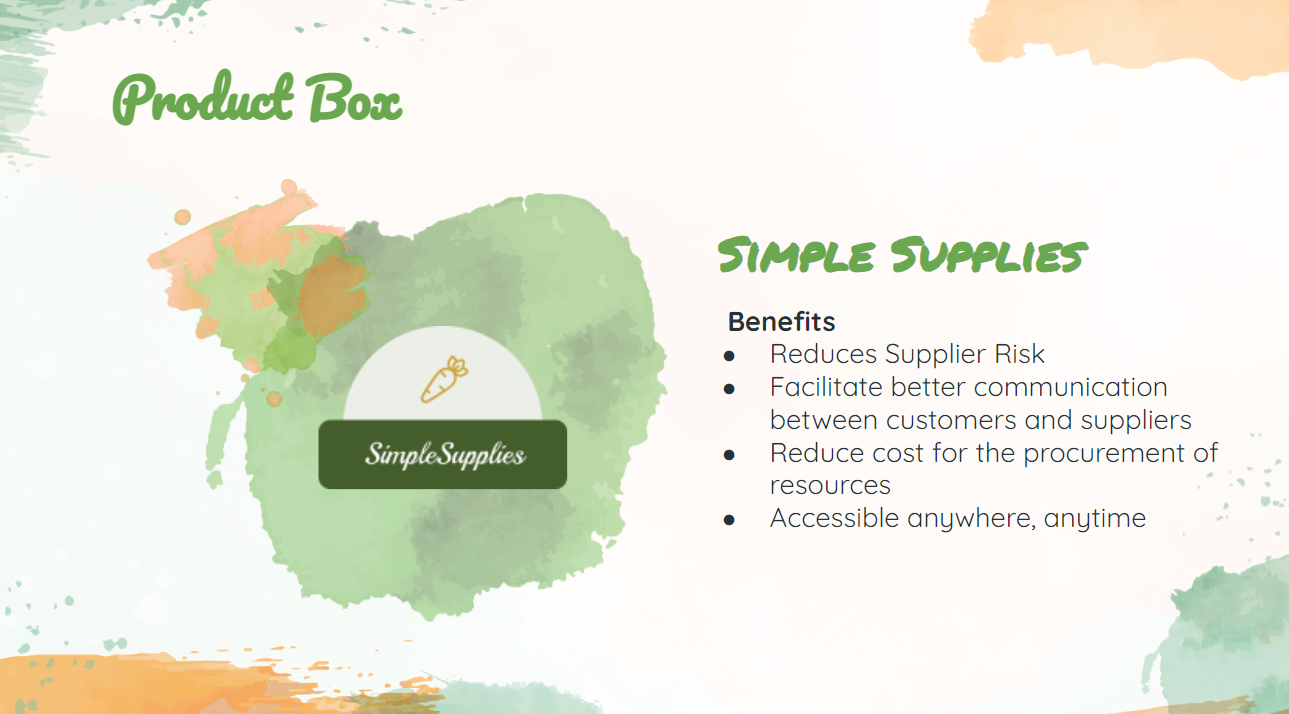 Product Box
SimpleSupplies
Simple Supplies
Benefits
● Reduces Supplier Risk
● Facilitate better communication
between customers and suppliers
● Reduce cost for the procurement of
resources
● Accessible anywhere, anytime